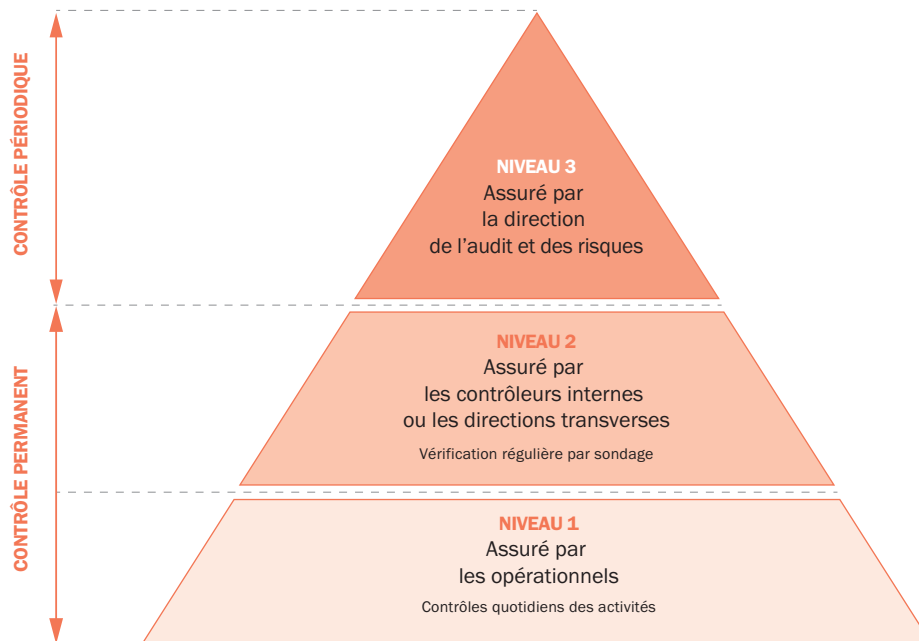 CONTRÔLE PÉRIODIQUE
NIVEAU 3
Assuré par
la direction
de l'audit et des risques
CONTRÔLE PERMANENT
NIVEAU 2
Assuré par
les contrôleurs internes
ou les directions transverses
Vérification régulière par sondage
NIVEAU 1
Assuré par
les opérationnels
Contrôles quotidiens des activités